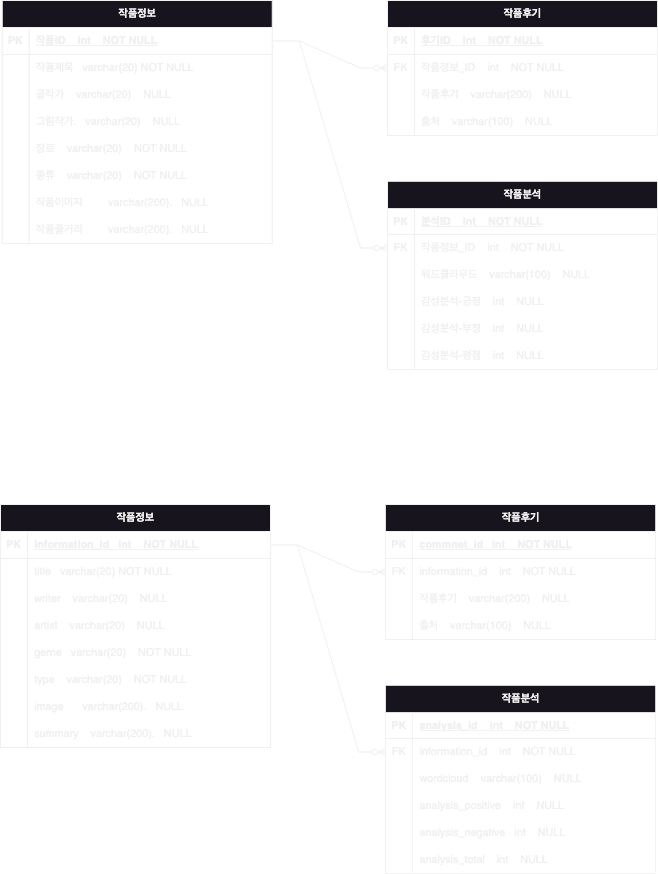 작품정보
PK 작품ID int NOT NULL
작품제목 varchar(20) NOT NULL
글작가 varchar(20) NULL
그림작가. varchar(20) NULL
장르 varchar(20) NOT NULL
종류 varchar(20) NOT NULL
작품이미지 varchar(200). NULL
작품줄거리 varchar(200). NULL
작품후기
PK 후기ID int NOT NULL
FK 작품정보_ID int NOT NULL
작품후기 varchar(200) NULL
출처 varchar(100) NULL
작품분석
PK 분석ID int NOT NULL
FK 작품정보_ID int NOT NULL
워드클라우드 varchar(100) NULL
감성분석-긍정 int NULL
감성분석-부정 int NULL
감성분석-평점 int NULL
작품정보
PK information_id int NOT NULL
title varchar(20) NOT NULL
writer varchar(20) NULL
artist varchar(20) NULL
gerne varchar(20) NOT NULL
type varchar(20) NOT NULL
image varchar(200). NULL
summary varchar(200). NULL
작품후기
PK commnet_id int NOT NULL
FK information_id int NOT NULL
작품후기 varchar(200) NULL
출처 varchar(100) NULL
작품분석
PK analysis_id int NOT NULL
FK information_id int NOT NULL
wordcloud varchar(100) NULL
analysis_positive int NULL
analysis_negative int NULL
analysis_total int NULL